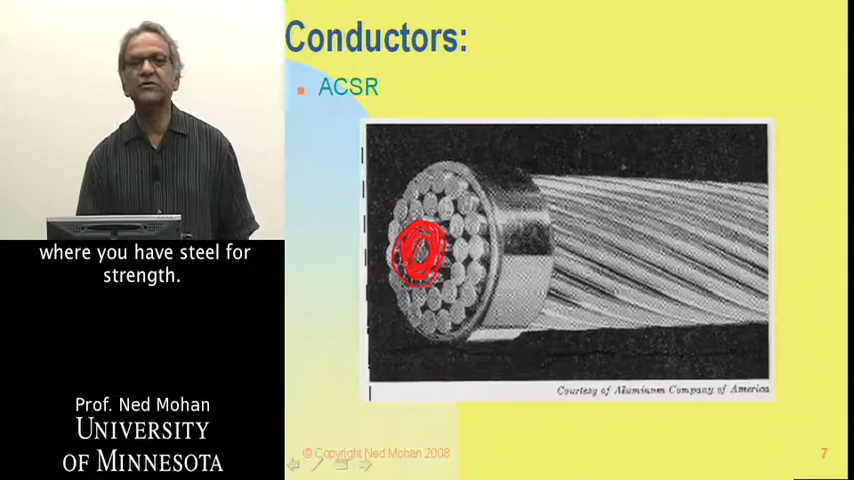 Conductors:
ACSR
where you have steel for
strength.
Courtesy of Aluminum Company of America
Prof. Ned Mohan
UNIVERSITY
OF MINNESOTA
© Copyright Ned Mohan 2008
7